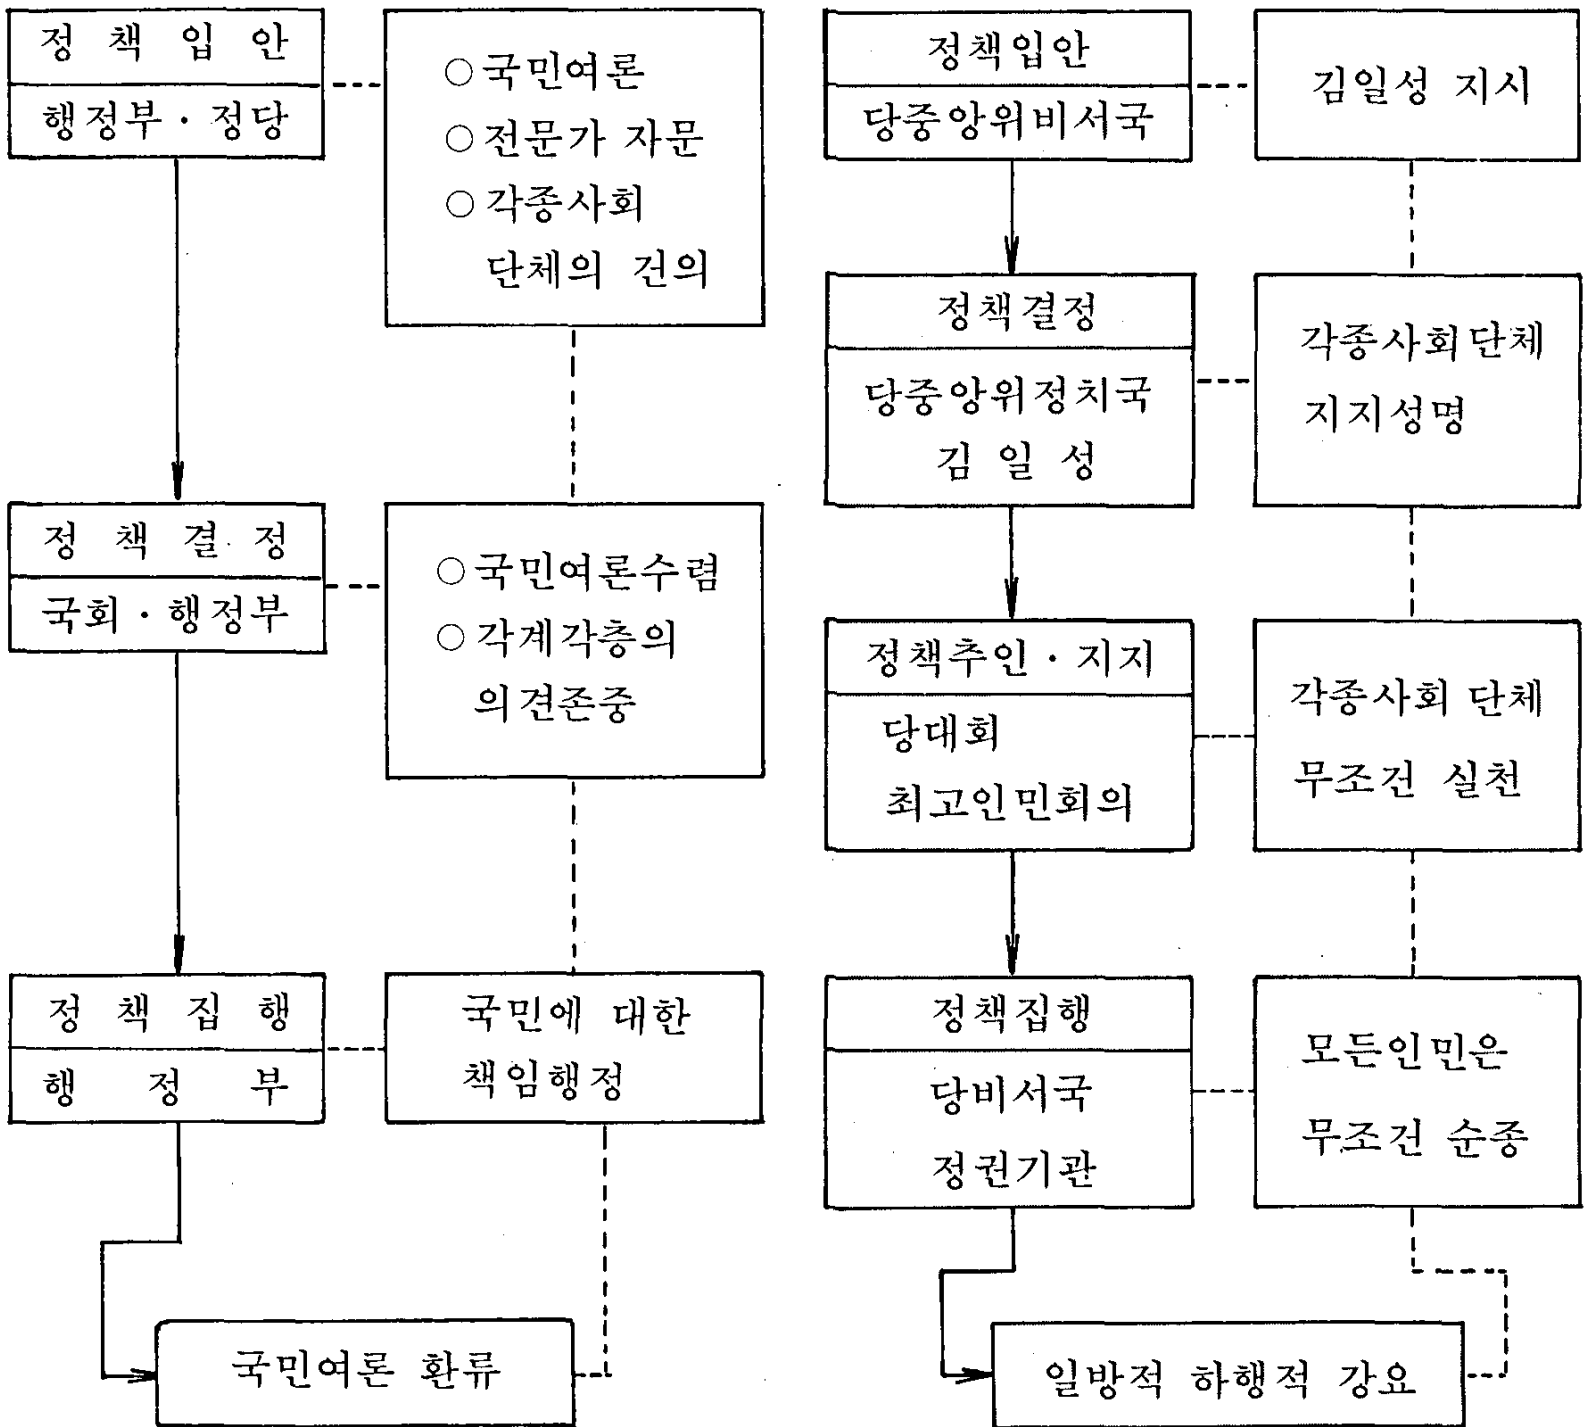 정 책 입 안
행정부 · 정당
○ 국민여론
○ 전문가 자문
○ 각종사회
단체의 건의
정 책 결 정
국회 · 행정부
○ 국민여론수렴
○ 각계각층의
의견존중
정 책 집 행
행 정 부
국민에 대한
책임행정
국민여론 환류
정책입안
당중앙위비서국
김일성 지시
정책결정
당중앙위정치국
김 일 성
각종사회단체
지지성명
정책추인 · 지지
당대회
최고인민회의
각종사회 단체
무조건 실천
정책집행
당비서국
정권기관
모든인민은
무조건 순종
일방적 하행적 강요